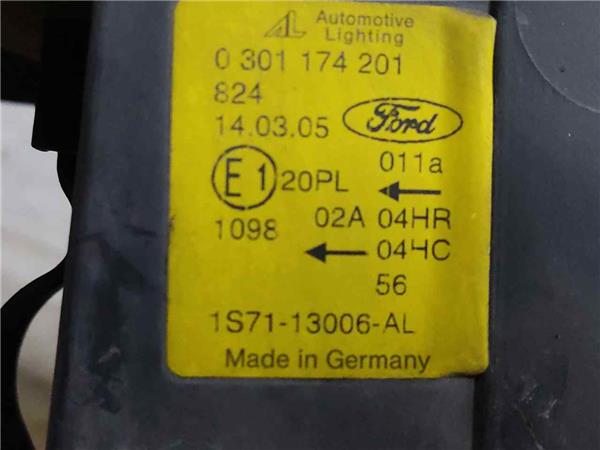 AL Automotive
Lighting
0 301 174 201
824
14.03.05 Ford
E1 20PL 011a
1098 02A 04HR
04HC
56
1S71-13006-AL
Made in Germany